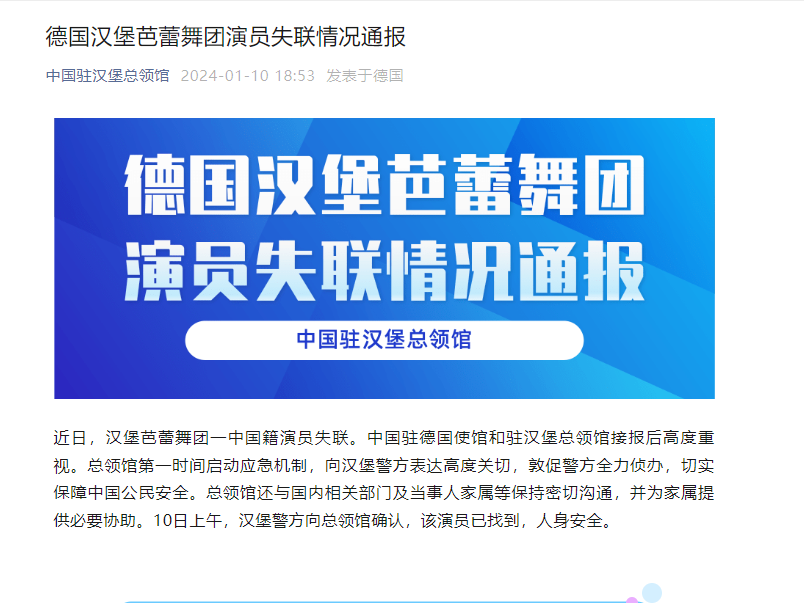 德国汉堡芭蕾舞团演员失联情况通报
中国驻汉堡总领馆 2024-01-10 18:53 发表于德国
德国汉堡芭蕾舞团
演员失联情况通报
中国驻汉堡总领馆
近日，汉堡芭蕾舞团一中国籍演员失联。中国驻德国使馆和驻汉堡总领馆接报后高度重
视。总领馆第一时间启动应急机制，向汉堡警方表达高度关切，敦促警方全力侦办，切实
保障中国公民安全。总领馆还与国内相关部门及当事人家属等保持密切沟通，并为家属提
供必要协助。10日上午，汉堡警方向总领馆确认，该演员已找到，人身安全。